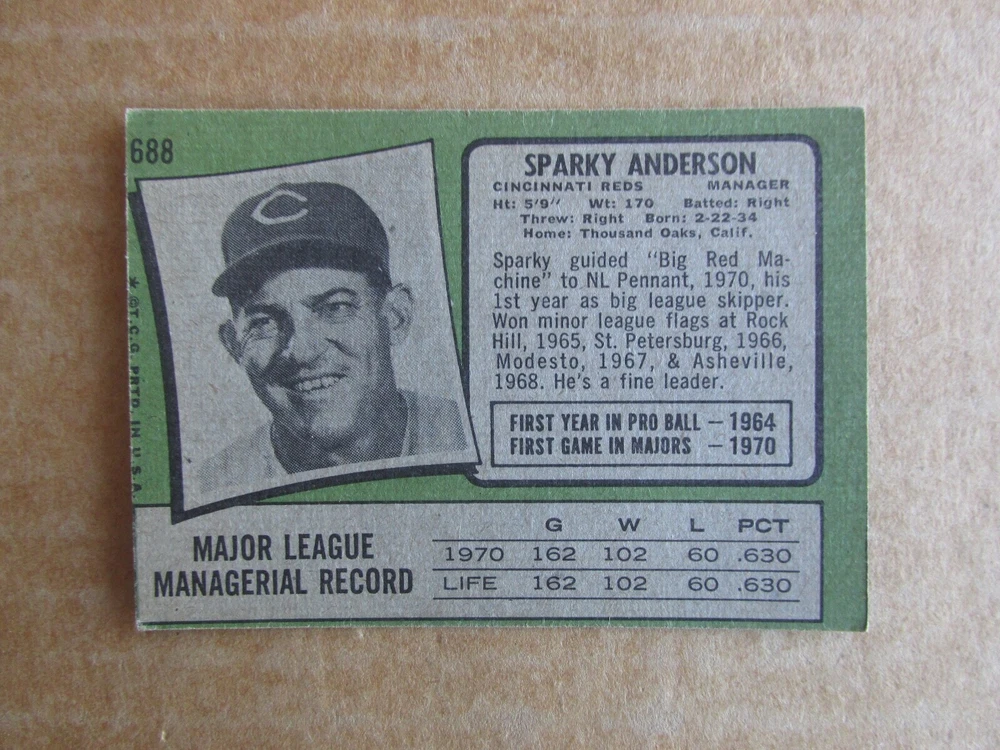 688
SPARKY ANDERSON
CINCINNATI REDS MANAGER
Ht: 5'9" Wt: 170 Batted: Right
Threw: Right Born: 2-22-34
Home: Thousand Oaks, Calif.
Sparky guided "Big Red Ma-
chine" to NL Pennant, 1970, his
1st year as big league skipper.
Won minor league flags at Rock
Hill, 1965, St. Petersburg, 1966,
Modesto, 1967, & Asheville,
1968. He's a fine leader.
FIRST YEAR IN PRO BALL — 1964
FIRST GAME IN MAJORS — 1970
* ©T.C.G. PRTD. IN U.S.A.
C
MAJOR LEAGUE
MANAGERIAL RECORD
G W L PCT
1970 162 102 60 .630
LIFE 162 102 60 .630